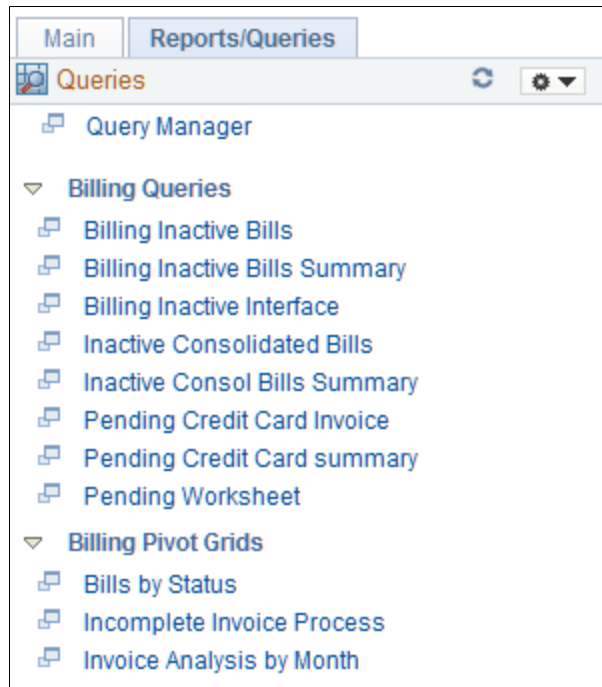 Main Reports/Queries
Queries
Query Manager
Billing Queries
Billing Inactive Bills
Billing Inactive Bills Summary
Billing Inactive Interface
Inactive Consolidated Bills
Inactive Consol Bills Summary
Pending Credit Card Invoice
Pending Credit Card summary
Pending Worksheet
Billing Pivot Grids
Bills by Status
Incomplete Invoice Process
Invoice Analysis by Month